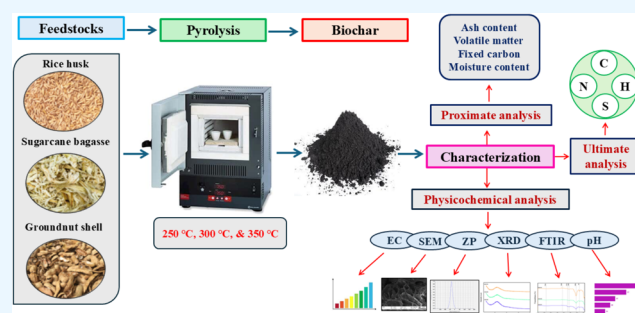 Feedstocks
Pyrolysis
Biochar
Rice husk
Sugarcane bagasse
Groundnut shell
250 °C, 300 °C, & 350 °C
Ash content
Volatile matter
Fixed carbon
Moisture content
Proximate analysis
Characterization
C
N
H
S
Ultimate
analysis
Physicochemical analysis
EC
SEM
ZP
XRD
FTIR
pH